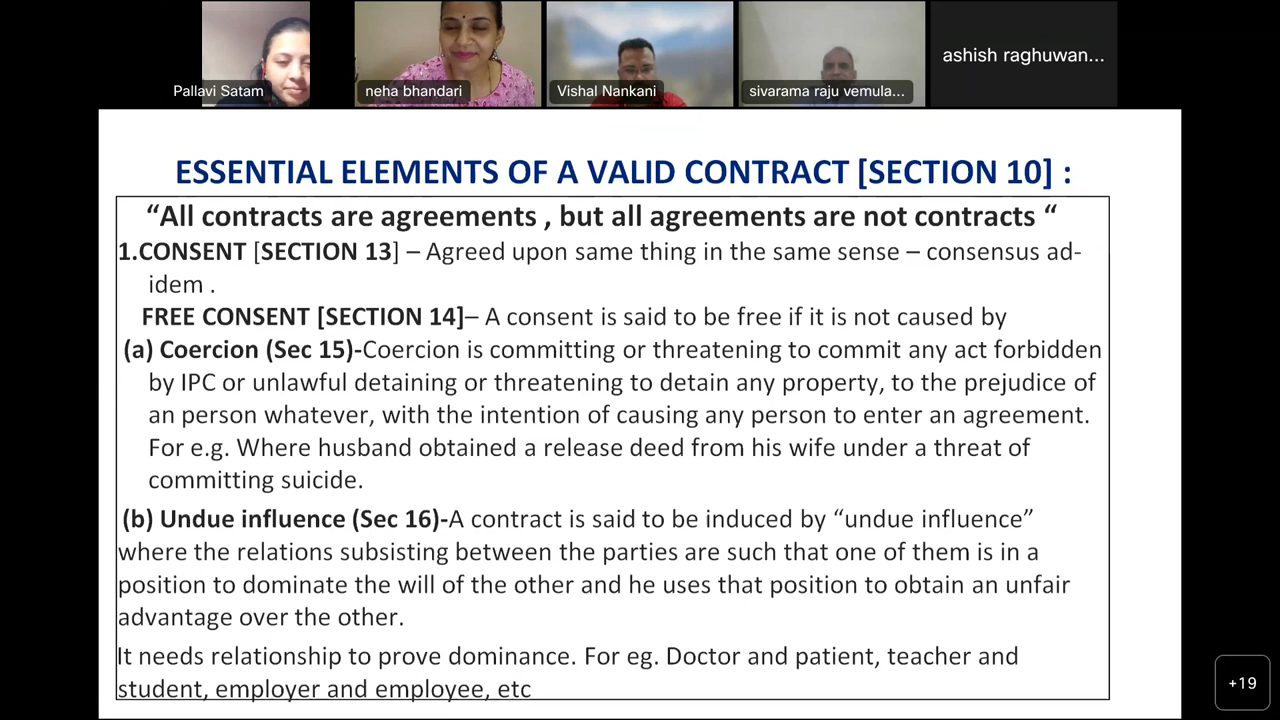 Pallavi Satam
neha bhandari
Vishal Nankani
sivarama raju vemula...
ashish raghuwan...
ESSENTIAL ELEMENTS OF A VALID CONTRACT [SECTION 10] :
“All contracts are agreements , but all agreements are not contracts “
1.CONSENT [SECTION 13] – Agreed upon same thing in the same sense – consensus ad-
idem .
FREE CONSENT [SECTION 14]– A consent is said to be free if it is not caused by
(a) Coercion (Sec 15)-Coercion is committing or threatening to commit any act forbidden
by IPC or unlawful detaining or threatening to detain any property, to the prejudice of
an person whatever, with the intention of causing any person to enter an agreement.
For e.g. Where husband obtained a release deed from his wife under a threat of
committing suicide.
(b) Undue influence (Sec 16)-A contract is said to be induced by “undue influence”
where the relations subsisting between the parties are such that one of them is in a
position to dominate the will of the other and he uses that position to obtain an unfair
advantage over the other.
It needs relationship to prove dominance. For eg. Doctor and patient, teacher and
student, employer and employee, etc
+19